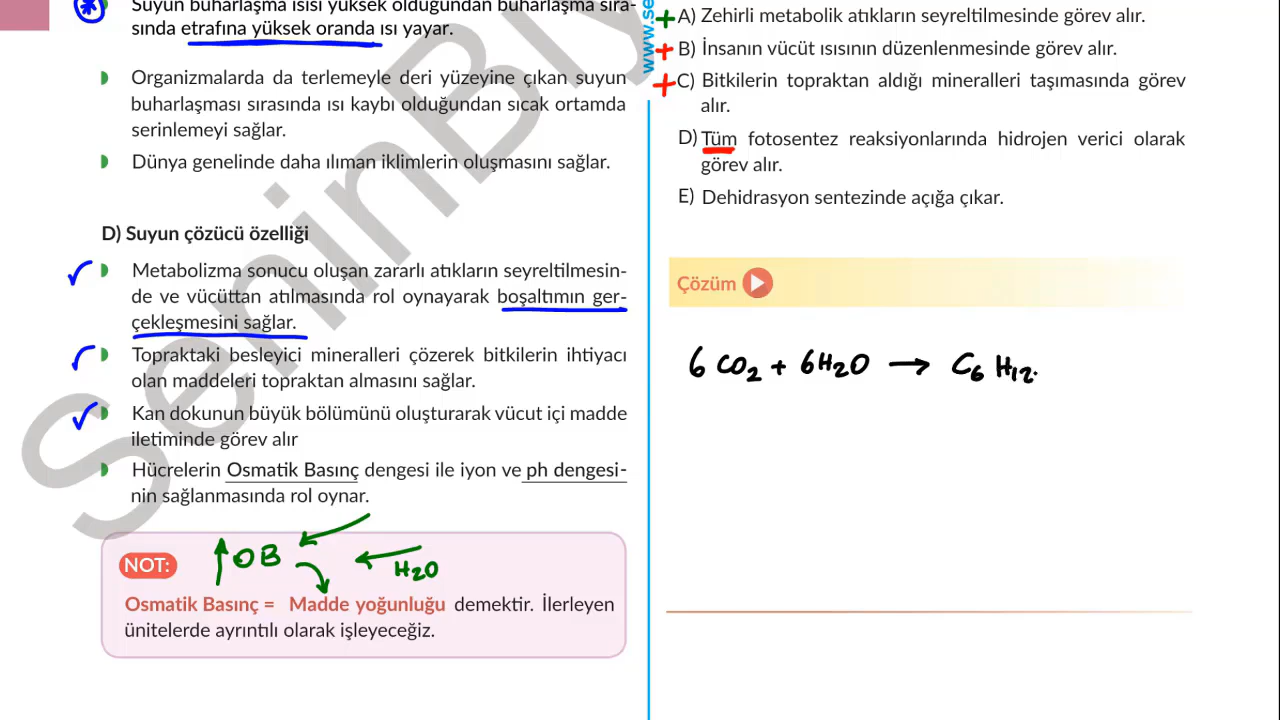 Suyun buharlaşma ısısı yüksek olduğundan buharlaşma sıra-
sında etrafına yüksek oranda ısı yayar.
Organizmalarda da terlemeyle deri yüzeyine çıkan suyun
buharlaşması sırasında ısı kaybı olduğundan sıcak ortamda
serinlemeyi sağlar.
Dünya genelinde daha ılıman iklimlerin oluşmasını sağlar.
D) Suyun çözücü özelliği
Metabolizma sonucu oluşan zararlı atıkların seyreltilmesin-
de ve vücüttan atılmasında rol oynayarak boşaltımın ger-
çekleşmesini sağlar.
Topraktaki besleyici mineralleri çözerek bitkilerin ihtiyacı
olan maddeleri topraktan almasını sağlar.
Kan dokunun büyük bölümünü oluşturarak vücut içi madde
iletiminde görev alır
Hücrelerin Osmatik Basınç dengesi ile iyon ve ph dengesi-
nin sağlanmasında rol oynar.
NOT: OB H2O
Osmatik Basınç = Madde yoğunluğu demektir. İlerleyen
ünitelerde ayrıntılı olarak işleyeceğiz.
SeninBiy
www.se
A) Zehirli metabolik atıkların seyreltilmesinde görev alır.
B) İnsanın vücüt ısısının düzenlenmesinde görev alır.
C) Bitkilerin topraktan aldığı mineralleri taşımasında görev
alır.
D) Tüm fotosentez reaksiyonlarında hidrojen verici olarak
görev alır.
E) Dehidrasyon sentezinde açığa çıkar.
Çözüm
6 CO2 + 6H2O → C6 H12